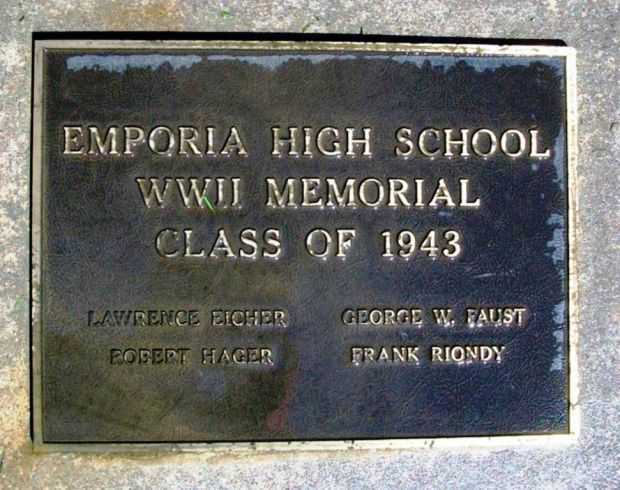 EMPORIA HIGH SCHOOL
WWII MEMORIAL
CLASS OF 1943
LAWRENCE EICHER GEORGE W. FAUST
ROBERT HAGER FRANK RIONDY